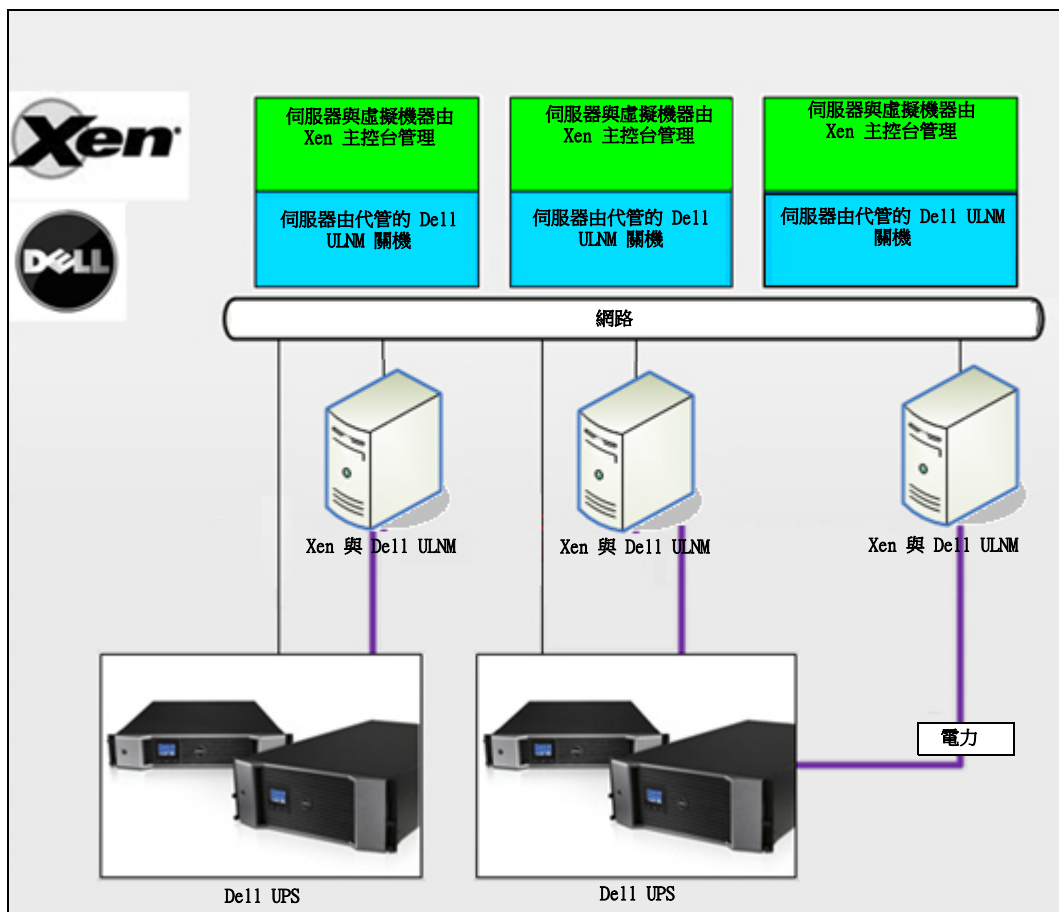 Xen
DELL
伺服器與虛擬機器由
Xen 主控台管理
伺服器與虛擬機器由
Xen 主控台管理
伺服器與虛擬機器由
Xen 主控台管理
伺服器由代管的 Dell
ULNM 關機
伺服器由代管的 Dell
ULNM 關機
伺服器由代管的 Dell ULNM
關機
網路
Xen 與 Dell ULNM
Xen 與 Dell ULNM
Xen 與 Dell ULNM
電力
Dell UPS
Dell UPS